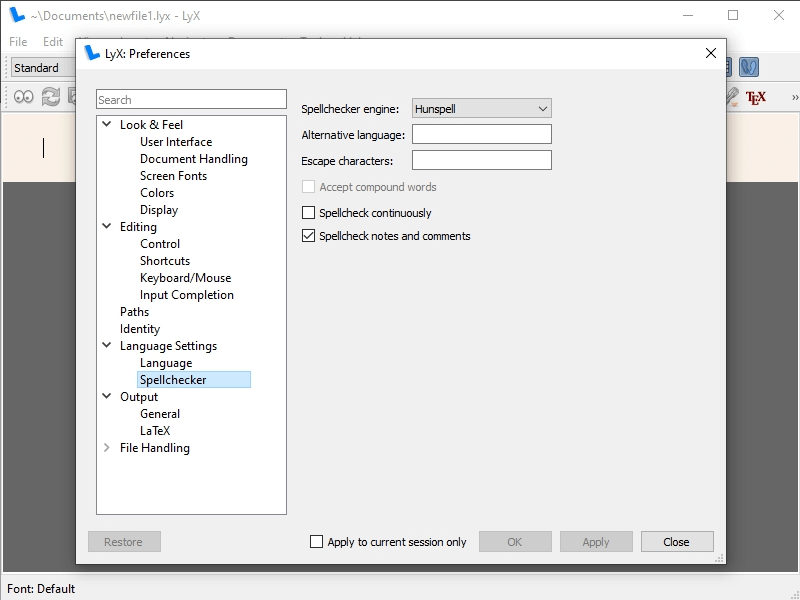 ~\Documents\newfile1.lyx - LyX
File Edit
LyX: Preferences
Standard
TEX
»
Search
Look & Feel
User Interface
Document Handling
Screen Fonts
Colors
Display
Editing
Control
Shortcuts
Keyboard/Mouse
Input Completion
Paths
Identity
Language Settings
Language
Spellchecker
Output
General
LaTeX
File Handling
Spellchecker engine: Hunspell
Alternative language:
Escape characters:
Accept compound words
Spellcheck continuously
Spellcheck notes and comments
Restore
Apply to current session only
OK
Apply
Close
Font: Default